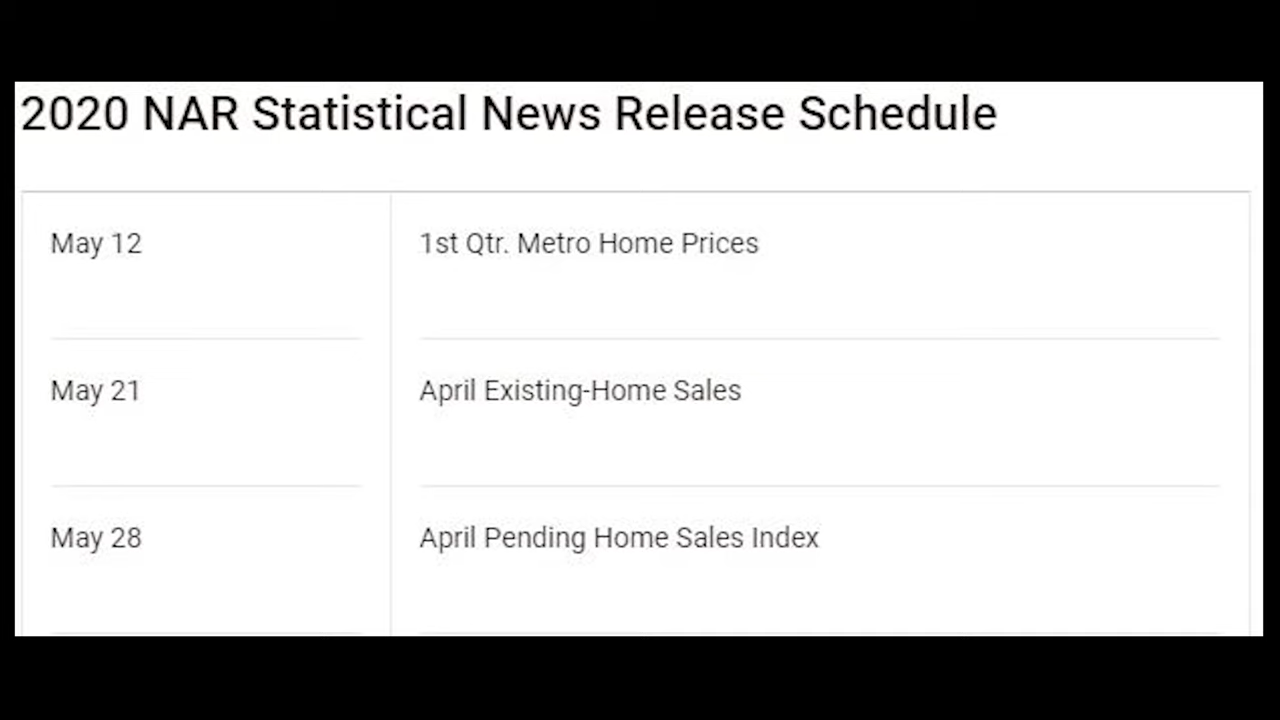 2020 NAR Statistical News Release Schedule
May 12 1st Qtr. Metro Home Prices
May 21 April Existing-Home Sales
May 28 April Pending Home Sales Index